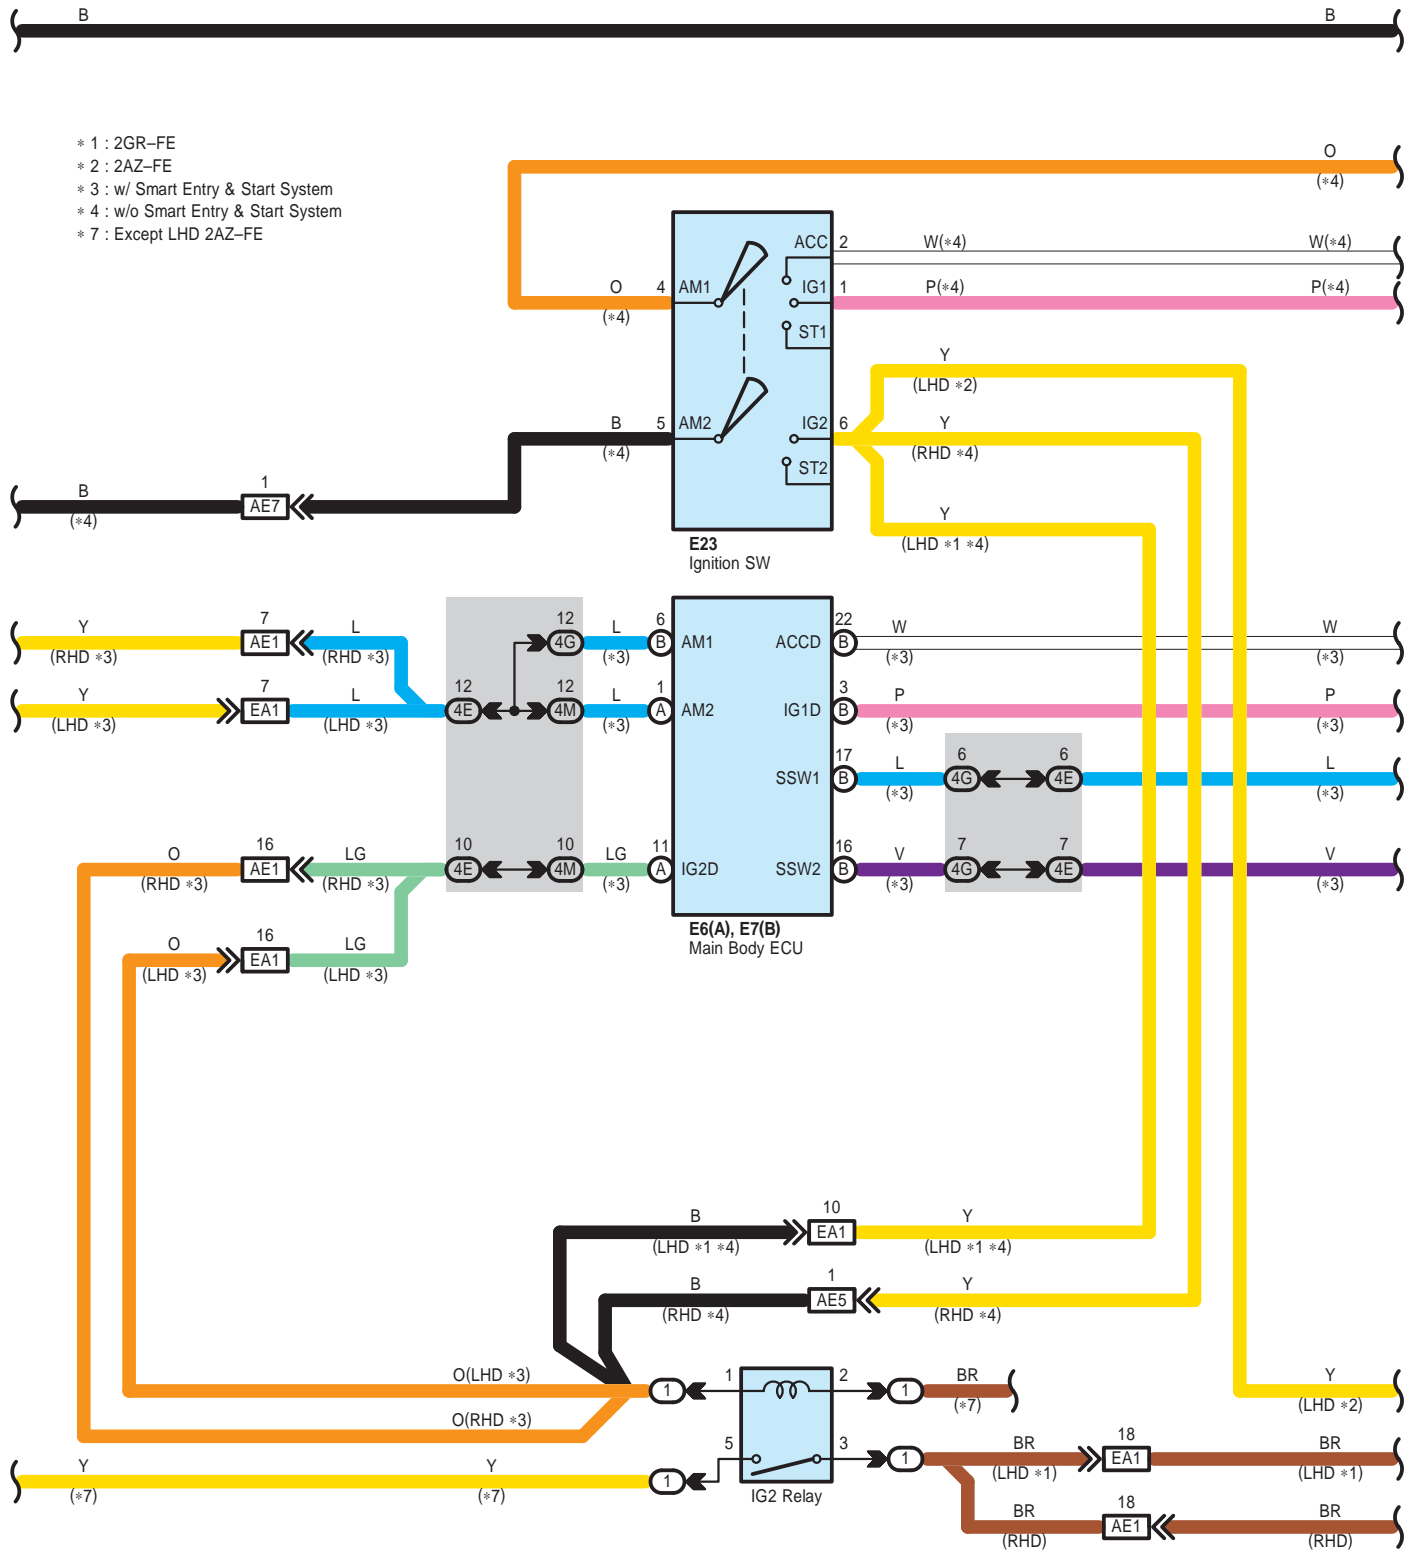 B B
∗ 1 : 2GR–FE
∗ 2 : 2AZ–FE
∗ 3 : w/ Smart Entry & Start System
∗ 4 : w/o Smart Entry & Start System
∗ 7 : Except LHD 2AZ–FE
O
(∗4)
ACC 2 W(∗4) W(∗4)
O 4 AM1 IG1 1 P(∗4) P(∗4)
(∗4)
ST1
Y
(LHD ∗2)
B 5 AM2 IG2 6 Y
(∗4) (RHD ∗4)
ST2
1
B AE7
(∗4)
Y
(LHD ∗1 ∗4)
E23
Ignition SW
7 12 6 22
Y AE1 L 4G L B AM1 ACCD B W W
(RHD ∗3) (RHD ∗3) (∗3) (∗3) (∗3)
7 12 12 1 3
Y EA1 L 4E 4M L A AM2 IG1D B P P
(LHD ∗3) (LHD ∗3) (∗3) (∗3) (∗3)
17 6 6
SSW1 B L 4G 4E L
(∗3) (∗3)
16 10 10 11 16 7 7
O AE1 LG 4E 4M LG A IG2D SSW2 B V 4G 4E V
(RHD ∗3) (RHD ∗3) (∗3) (∗3) (∗3)
E6(A), E7(B)
Main Body ECU
16
O EA1 LG
(LHD ∗3) (LHD ∗3)
10
B EA1 Y
(LHD ∗1 ∗4) (LHD ∗1 ∗4)
1
B AE5 Y
(RHD ∗4) (RHD ∗4)
O(LHD ∗3) 1 1 2 1 BR Y
(∗7) (LHD ∗2)
O(RHD ∗3)
5 3 1 BR 18 EA1 BR
(LHD ∗1) (LHD ∗1)
Y Y 1
(∗7) (∗7)
IG2 Relay
BR 18 AE1 BR
(RHD) (RHD)